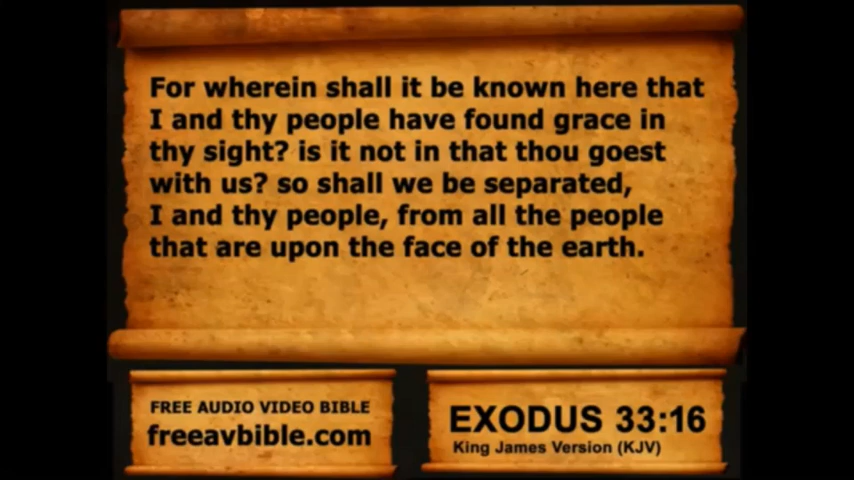 For wherein shall it be known here that
I and thy people have found grace in
thy sight? is it not in that thou goest
with us? so shall we be separated,
I and thy people, from all the people
that are upon the face of the earth.
FREE AUDIO VIDEO BIBLE
freeavbible.com
EXODUS 33:16
King James Version (KJV)